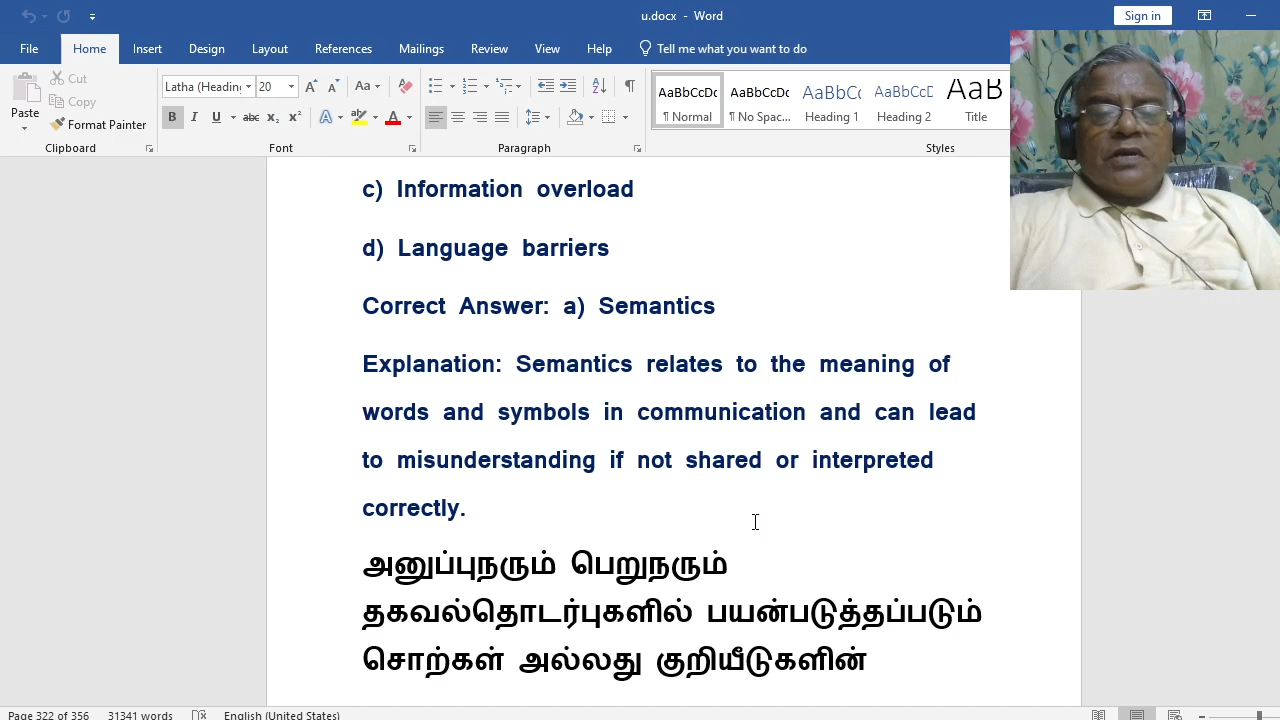 u.docx - Word
Sign in
File Home Insert Design Layout References Mailings Review View Help Tell me what you want to do
Paste
Cut
Copy
Format Painter
Clipboard
Latha (Heading 20
Font
Paragraph
AaBbCcDc AaBbCcDc AaBbCc AaBbCcD AaB
¶ Normal ¶ No Spac... Heading 1 Heading 2 Title
Styles
c) Information overload
d) Language barriers
Correct Answer: a) Semantics
Explanation: Semantics relates to the meaning of
words and symbols in communication and can lead
to misunderstanding if not shared or interpreted
correctly.
அனுப்புநரும் பெறுநரும்
தகவல்தொடர்புகளில் பயன்படுத்தப்படும்
சொற்கள் அல்லது குறியீடுகளின்
Page 322 of 356 31341 words English (United States)